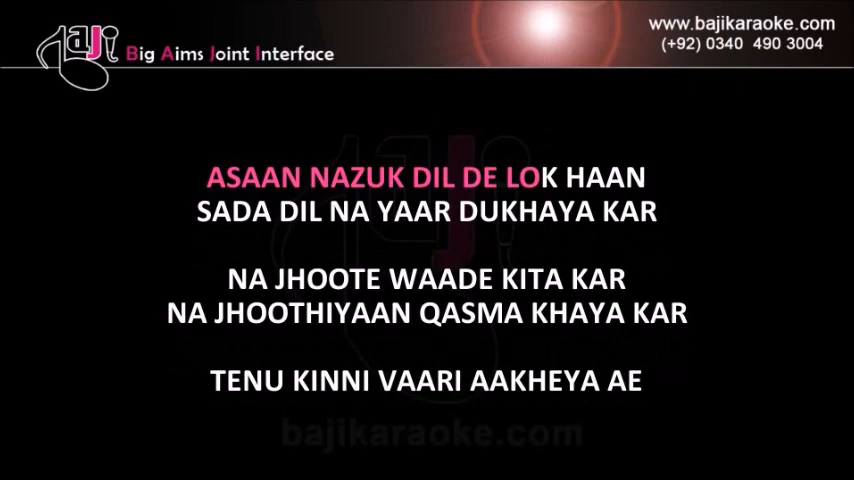 Baji
Big Aims Joint Interface
www.bajikaraoke.com
(+92) 0340 490 3004
ASAAN NAZUK DIL DE LOK HAAN
SADA DIL NA YAAR DUKHAYA KAR
NA JHOOTE WAADE KITA KAR
NA JHOOTHIYAAN QASMA KHAYA KAR
TENU KINNI VAARI AAKHEYA AE
bajikaraoke.com